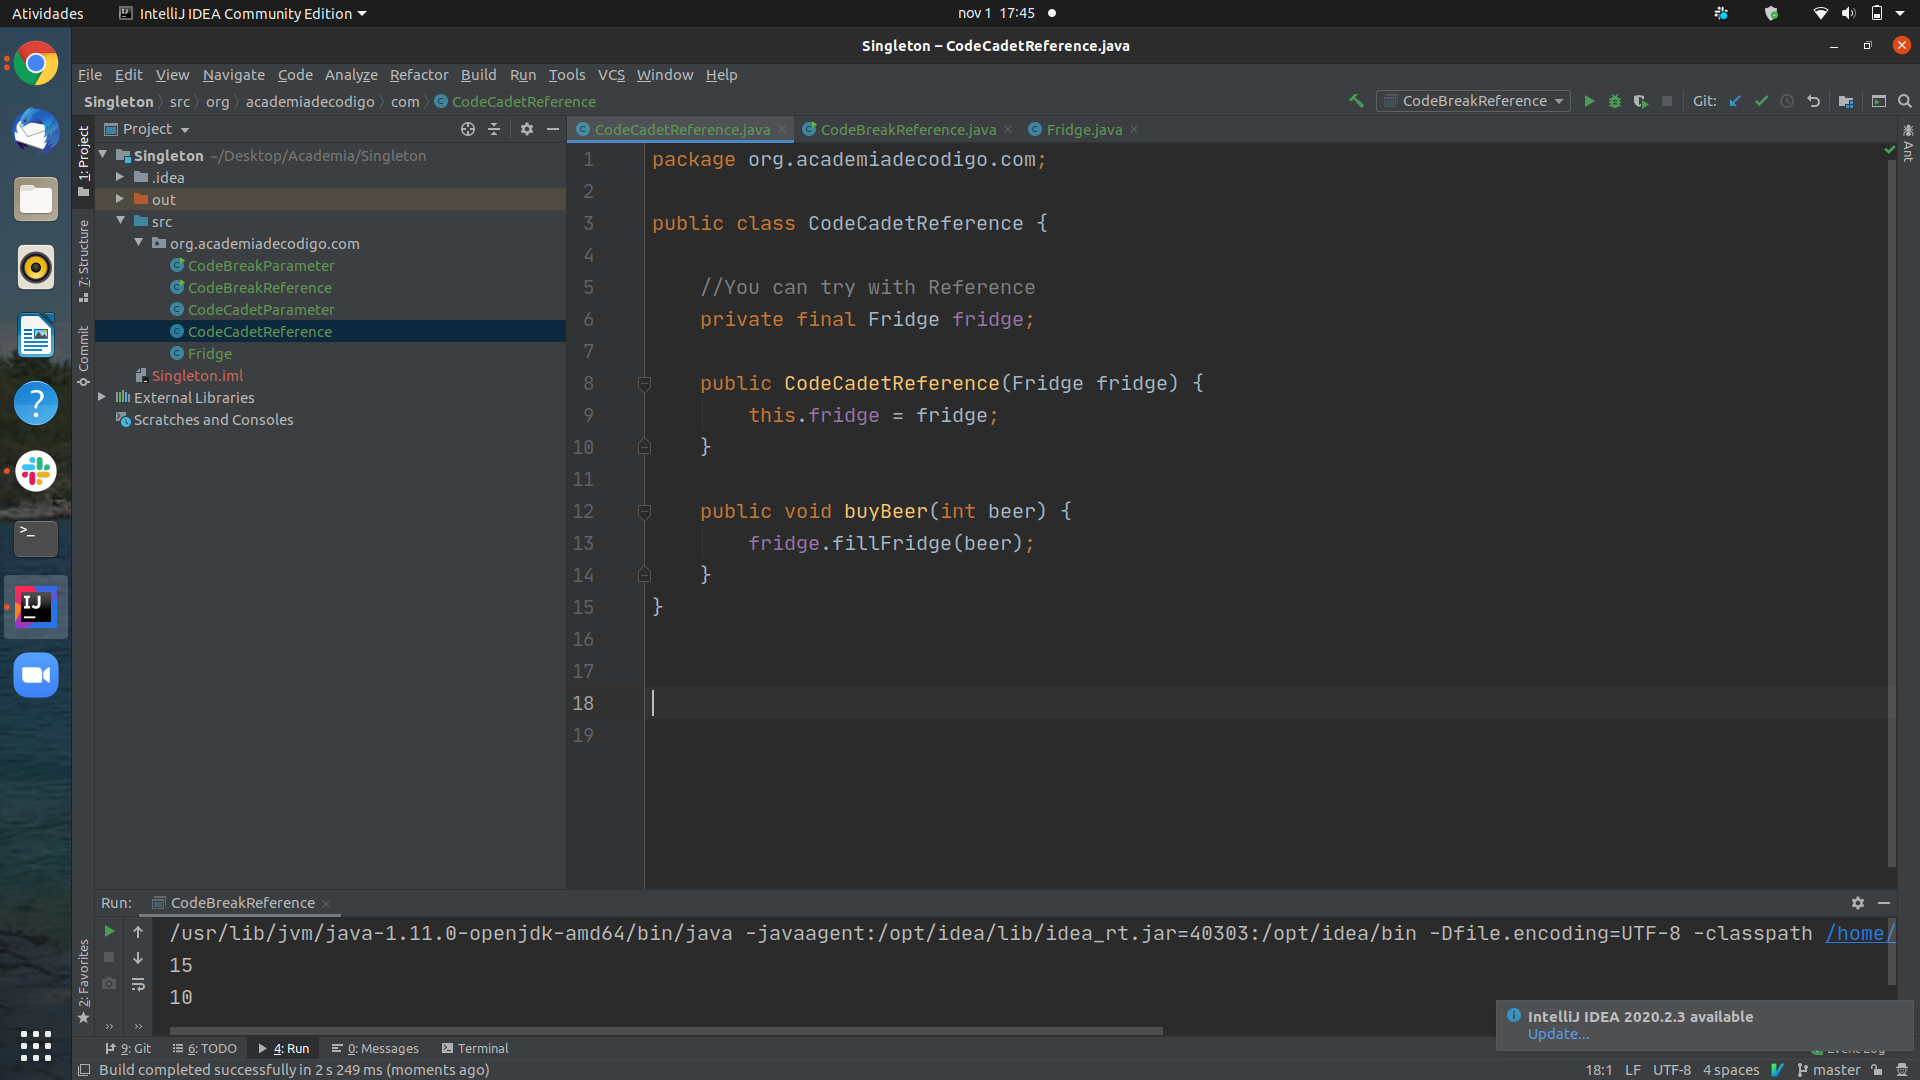 Atividades
IntelliJ IDEA Community Edition
nov 1 17:45
Singleton – CodeCadetReference.java
File Edit View Navigate Code Analyze Refactor Build Run Tools VCS Window Help
Singleton src org academiadecodigo com CodeCadetReference
CodeBreakReference
Git:
Project
CodeCadetReference.java
CodeBreakReference.java
Fridge.java
1: Project
7: Structure
Commit
2: Favorites
Ant
Singleton ~/Desktop/Academia/Singleton
.idea
out
src
org.academiadecodigo.com
CodeBreakParameter
CodeBreakReference
CodeCadetParameter
CodeCadetReference
Fridge
Singleton.iml
External Libraries
Scratches and Consoles
1 package org.academiadecodigo.com;
2
3 public class CodeCadetReference {
4
5 //You can try with Reference
6 private final Fridge fridge;
7
8 public CodeCadetReference(Fridge fridge) {
9 this.fridge = fridge;
10 }
11
12 public void buyBeer(int beer) {
13 fridge.fillFridge(beer);
14 }
15 }
16
17
18
19
Run: CodeBreakReference
/usr/lib/jvm/java-1.11.0-openjdk-amd64/bin/java -javaagent:/opt/idea/lib/idea_rt.jar=40303:/opt/idea/bin -Dfile.encoding=UTF-8 -classpath /home/
15
10
IntelliJ IDEA 2020.2.3 available
Update...
9: Git 6: TODO 4: Run 0: Messages Terminal
Event Log
Build completed successfully in 2 s 249 ms (moments ago)
18:1 LF UTF-8 4 spaces master